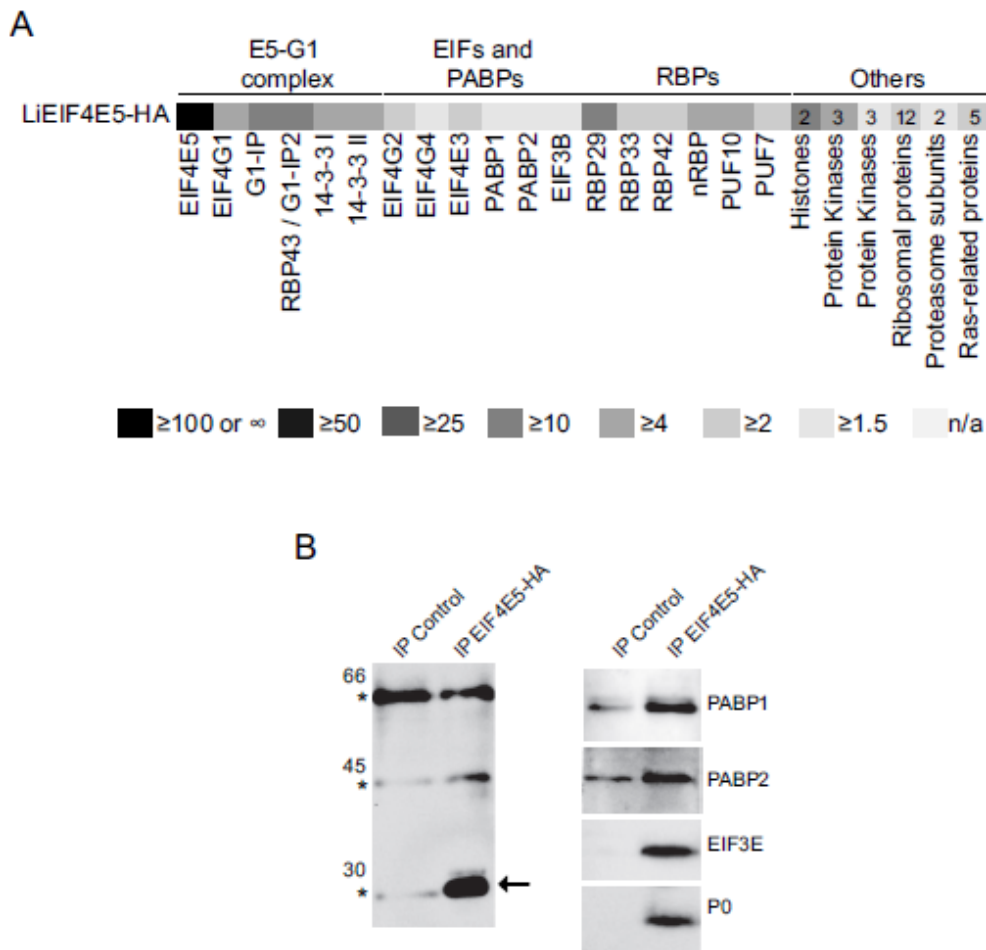 A
E5-G1 complex
EIFs and PABPs
RBPs
Others
LiEIF4E5-HA
2 3 3 12 2 5
EIF4E5
EIF4G1
G1-IP
RBP43 / G1-IP2
14-3-3 I
14-3-3 II
EIF4G2
EIF4G4
EIF4E3
PABP1
PABP2
EIF3B
RBP29
RBP33
RBP42
nRBP
PUF10
PUF7
Histones
Protein Kinases
Protein Kinases
Ribosomal proteins
Proteasome subunits
Ras-related proteins
≥100 or ∞ ≥50 ≥25 ≥10 ≥4 ≥2 ≥1.5 n/a
B
IP Control
IP EIF4E5-HA
66
*
45
*
30
*
IP Control
IP EIF4E5-HA
PABP1
PABP2
EIF3E
P0